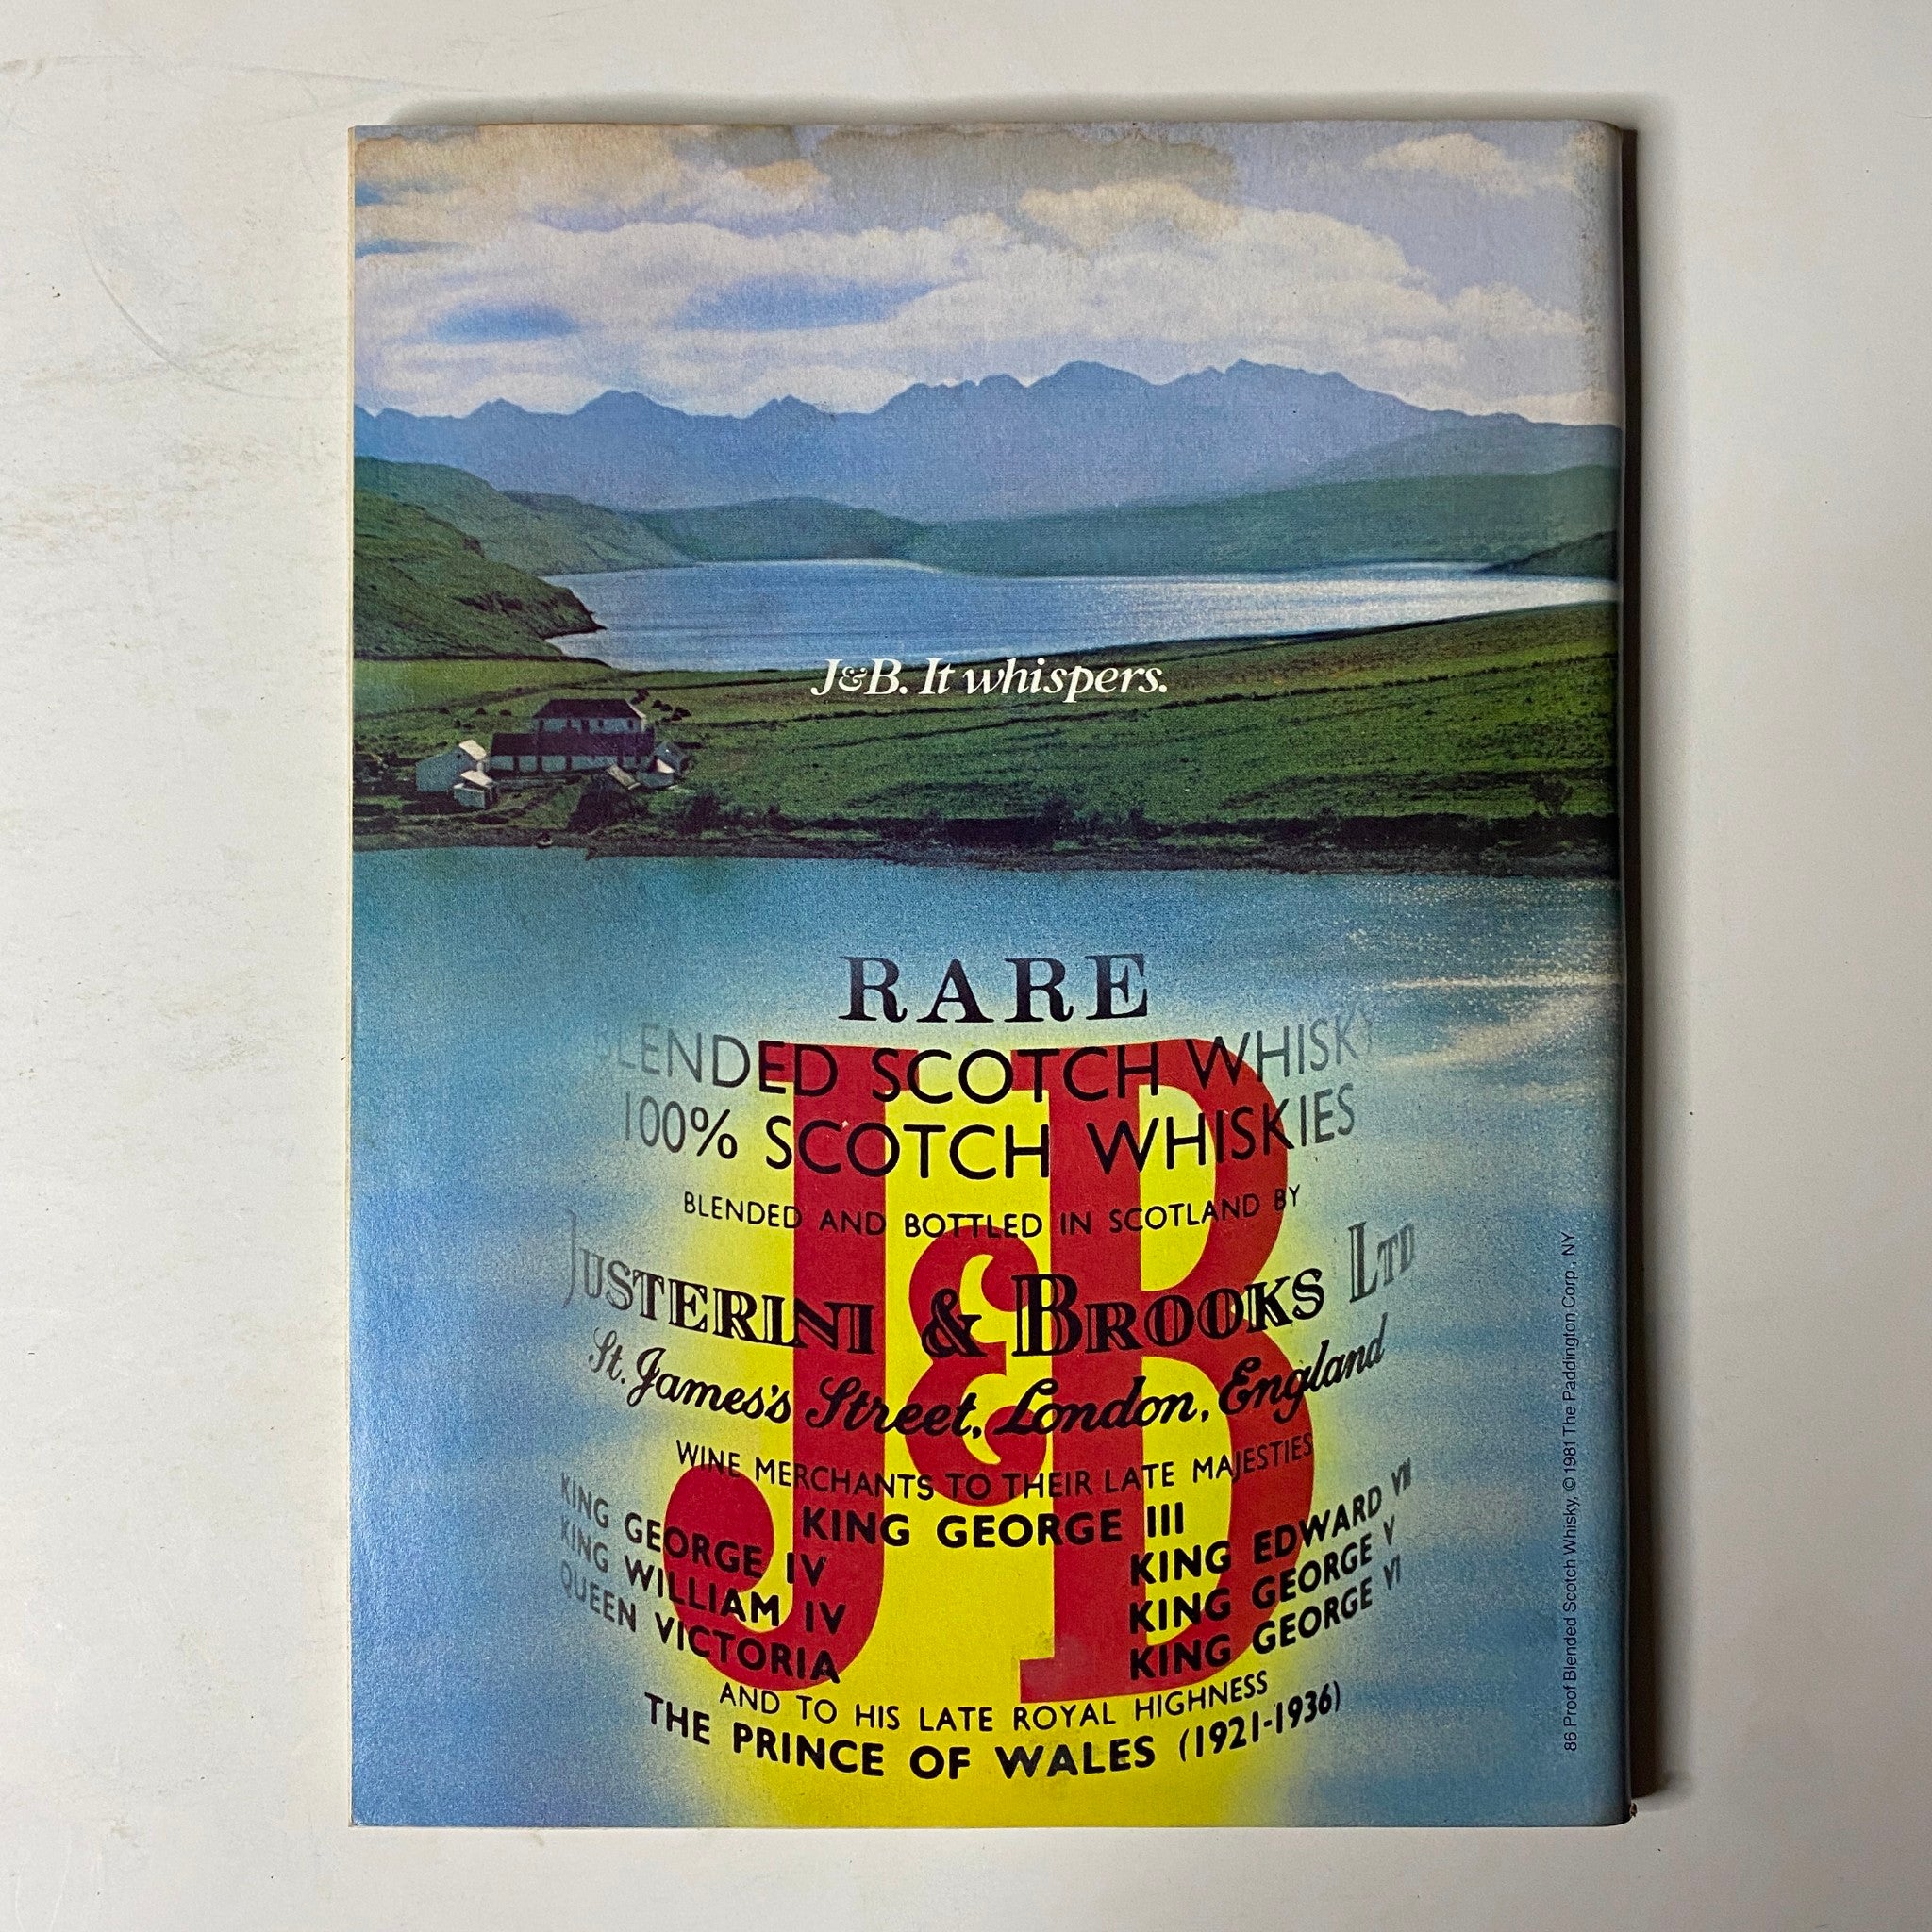 J&B. It whispers.
RARE
BLENDED SCOTCH WHISKY
100% SCOTCH WHISKIES
BLENDED AND BOTTLED IN SCOTLAND BY
JUSTERINI & BROOKS LTD
St. James's Street, London, England
WINE MERCHANTS TO THEIR LATE MAJESTIES
KING GEORGE III
KING GEORGE IV
KING WILLIAM IV
QUEEN VICTORIA
KING EDWARD VII
KING GEORGE V
KING GEORGE VI
AND TO HIS LATE ROYAL HIGHNESS
THE PRINCE OF WALES (1921-1936)
J&B
86 Proof Blended Scotch Whisky, © 1981 The Paddington Corp., NY